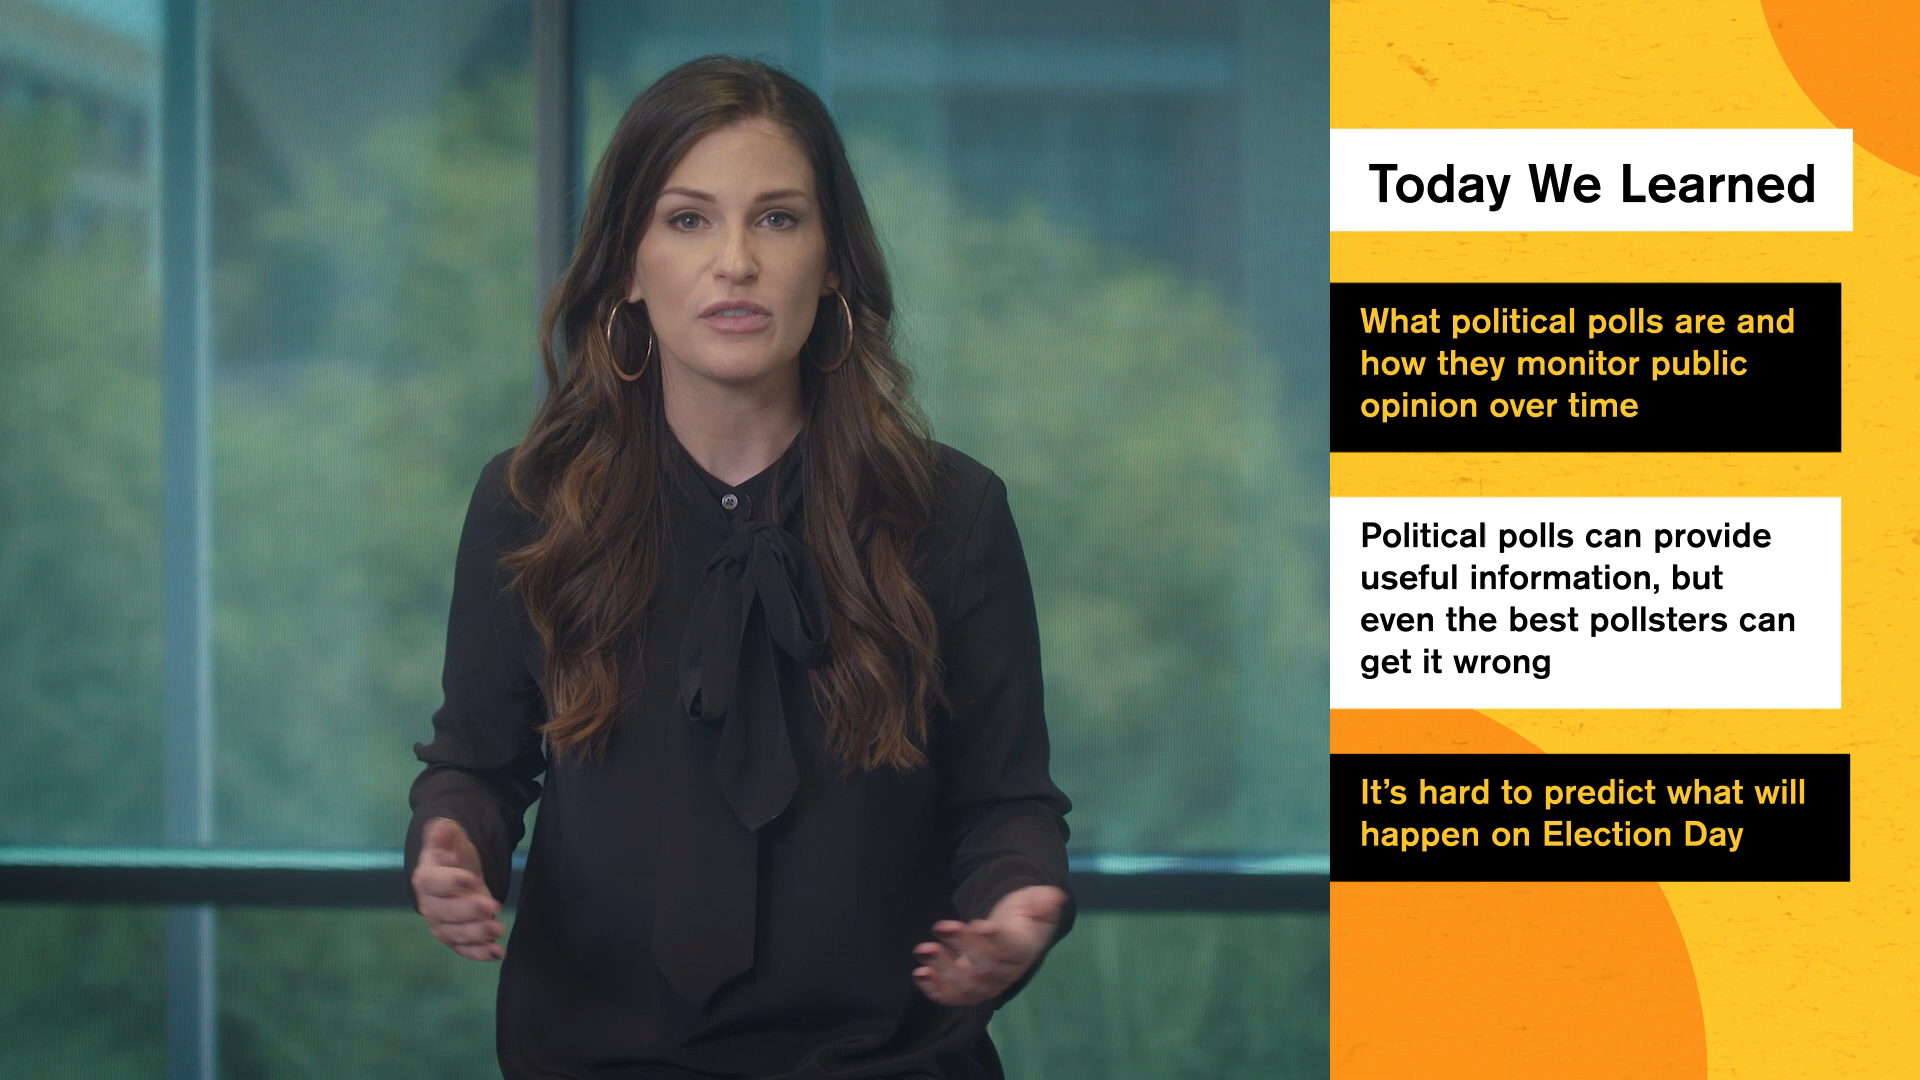 Today We Learned
What political polls are and
how they monitor public
opinion over time
Political polls can provide
useful information, but
even the best pollsters can
get it wrong
It’s hard to predict what will
happen on Election Day